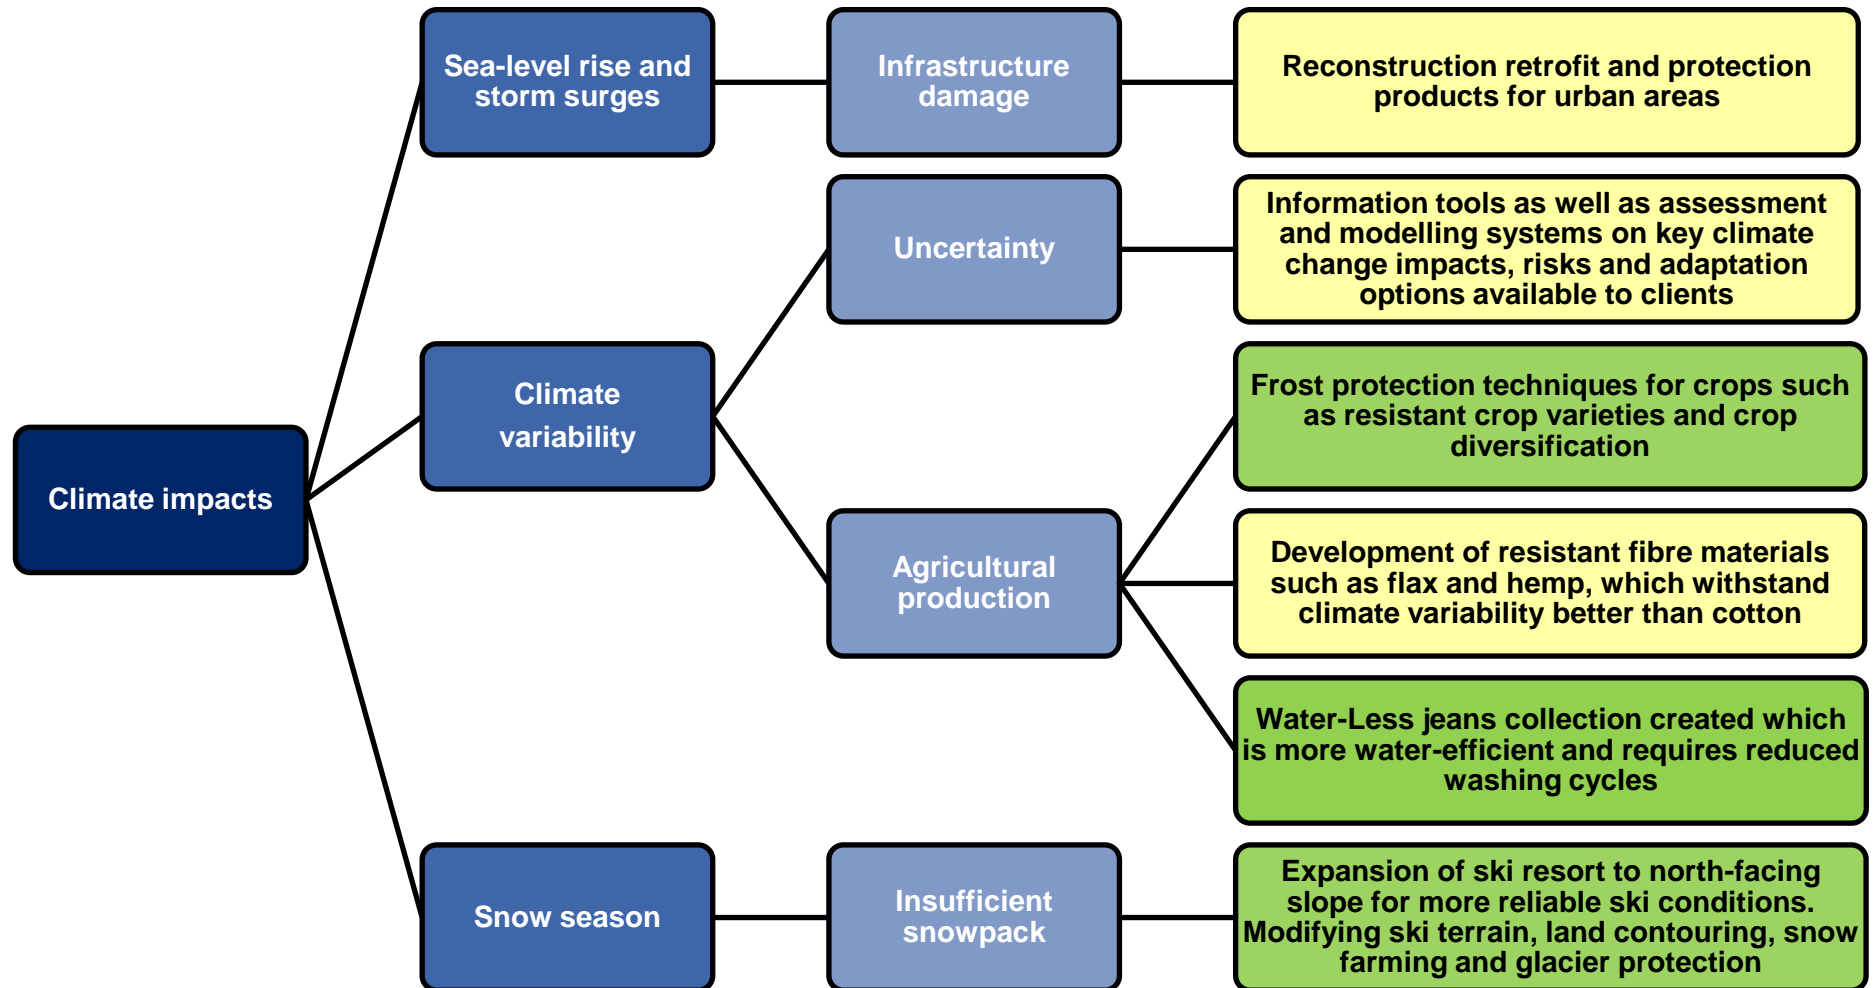 Sea-level rise and
storm surges
Infrastructure
damage
Reconstruction retrofit and protection
products for urban areas
Uncertainty
Information tools as well as assessment
and modelling systems on key climate
change impacts, risks and adaptation
options available to clients
Climate impacts
Climate
variability
Agricultural
production
Frost protection techniques for crops such
as resistant crop varieties and crop
diversification
Development of resistant fibre materials
such as flax and hemp, which withstand
climate variability better than cotton
Water-Less jeans collection created which
is more water-efficient and requires reduced
washing cycles
Snow season
Insufficient
snowpack
Expansion of ski resort to north-facing
slope for more reliable ski conditions.
Modifying ski terrain, land contouring, snow
farming and glacier protection